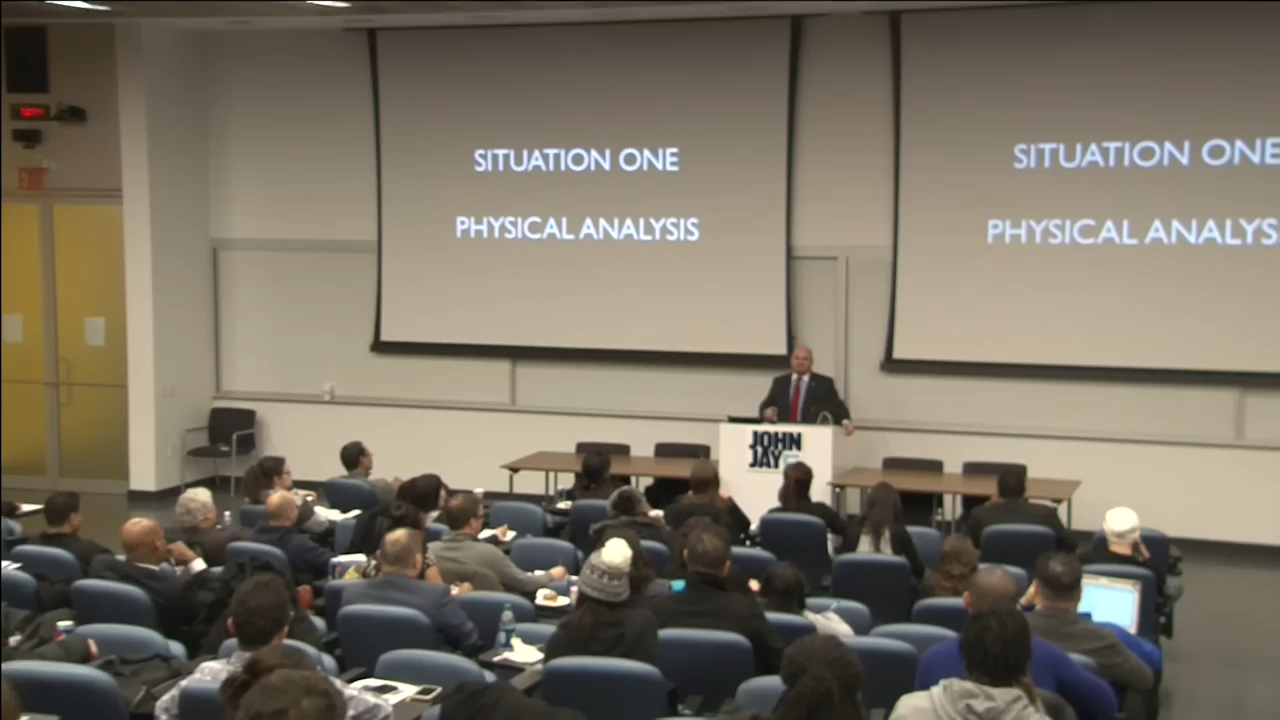 SITUATION ONE
PHYSICAL ANALYSIS
SITUATION ONE
PHYSICAL ANALYS
JOHN
JAY